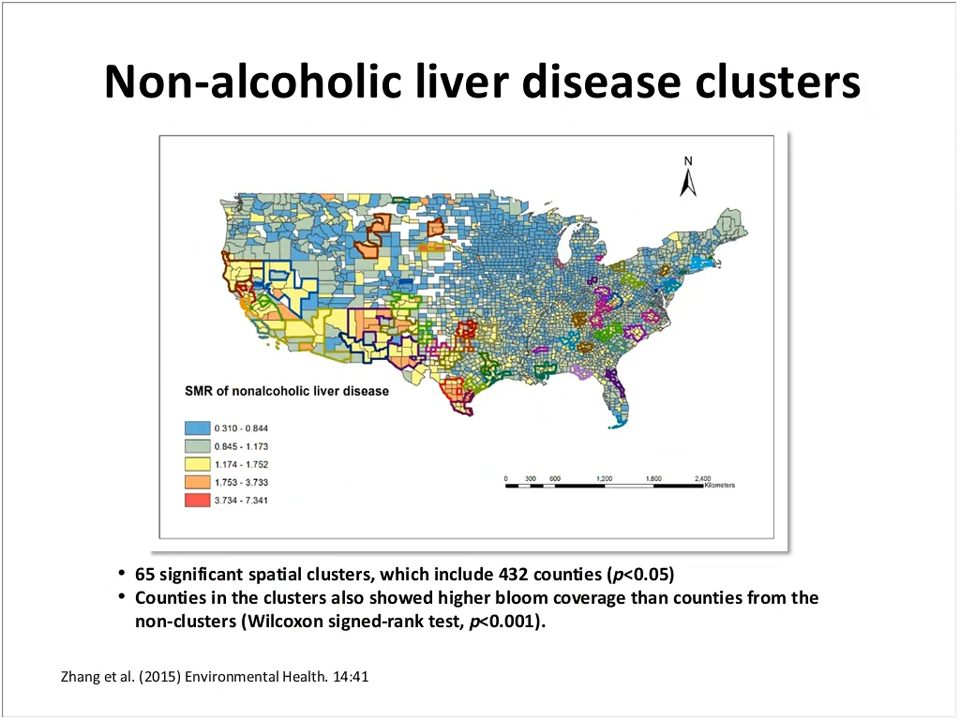 Non-alcoholic liver disease clusters
N
SMR of nonalcoholic liver disease
0.310 - 0.844
0.845 - 1.173
1.174 - 1.752
1.753 - 3.733
3.734 - 7.341
0 300 600 1,200 1,800 2,400
Kilometers
• 65 significant spatial clusters, which include 432 counties (p<0.05)
• Counties in the clusters also showed higher bloom coverage than counties from the
non-clusters (Wilcoxon signed-rank test, p<0.001).
Zhang et al. (2015) Environmental Health. 14:41